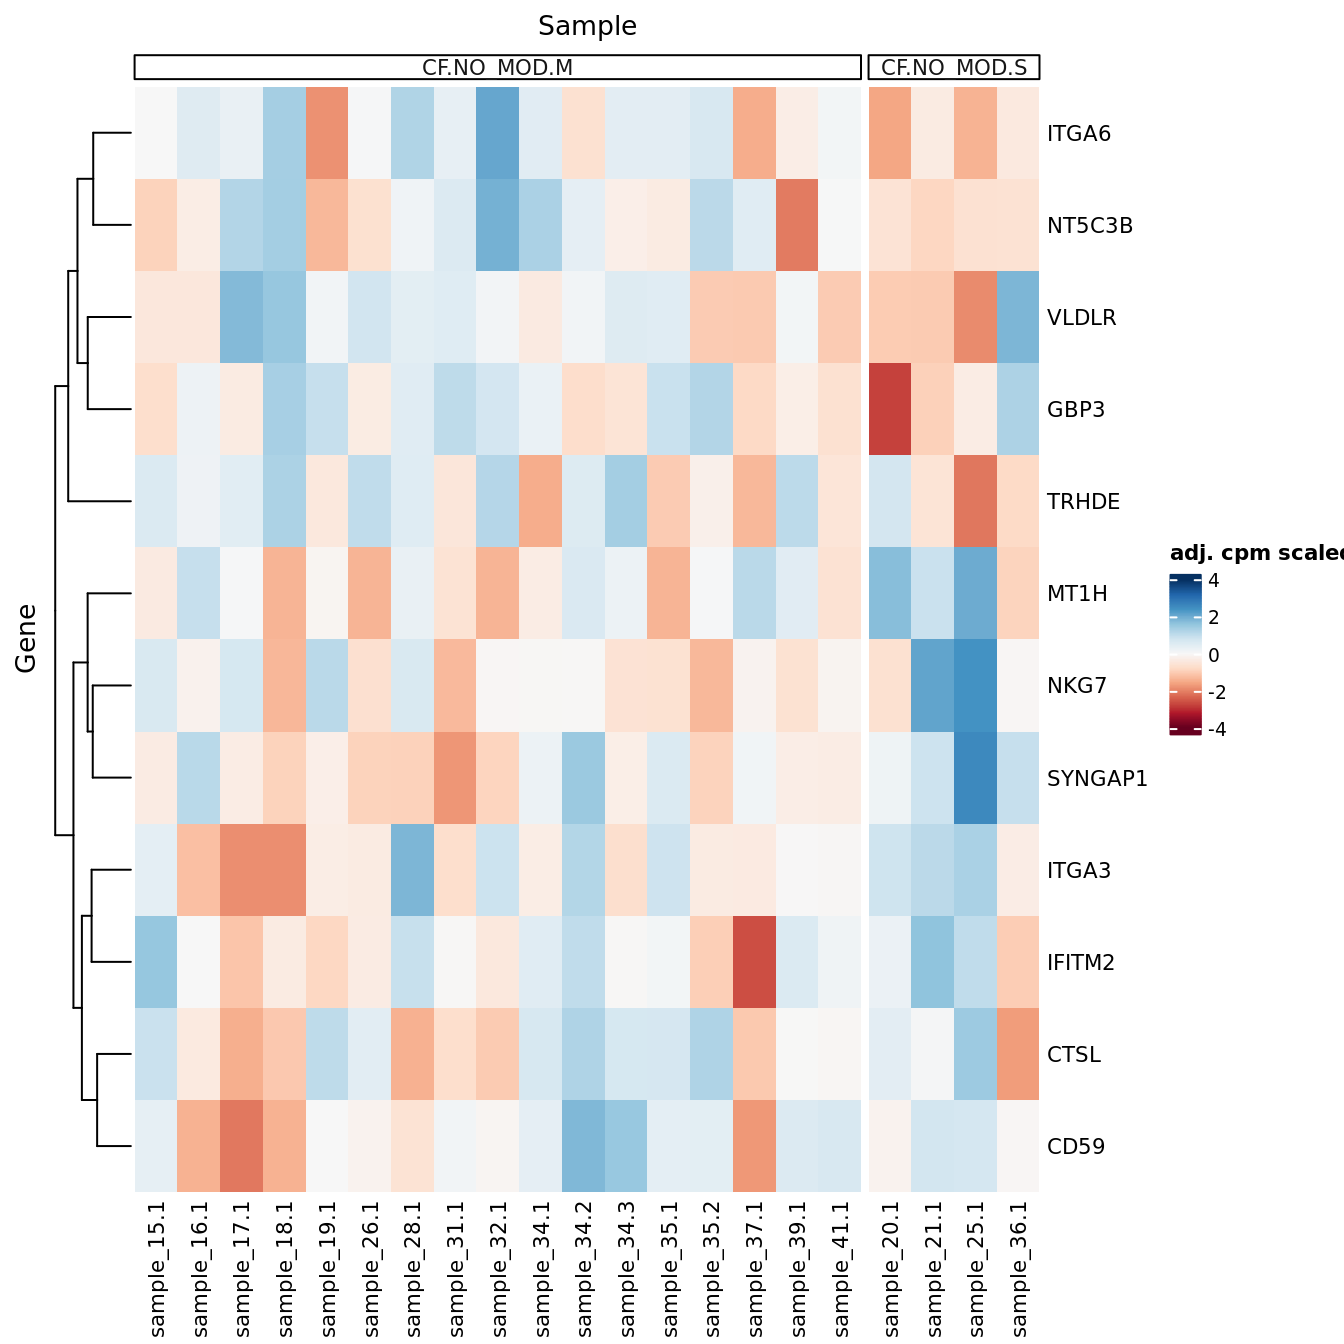 Sample
CF.NO_MOD.M
CF.NO_MOD.S
ITGA6
NT5C3B
VLDLR
GBP3
TRHDE
MT1H
NKG7
SYNGAP1
ITGA3
IFITM2
CTSL
CD59
Gene
adj. cpm scaled
4
2
0
-2
-4
sample_15.1
sample_16.1
sample_17.1
sample_18.1
sample_19.1
sample_26.1
sample_28.1
sample_31.1
sample_32.1
sample_34.1
sample_34.2
sample_34.3
sample_35.1
sample_35.2
sample_37.1
sample_39.1
sample_41.1
sample_20.1
sample_21.1
sample_25.1
sample_36.1